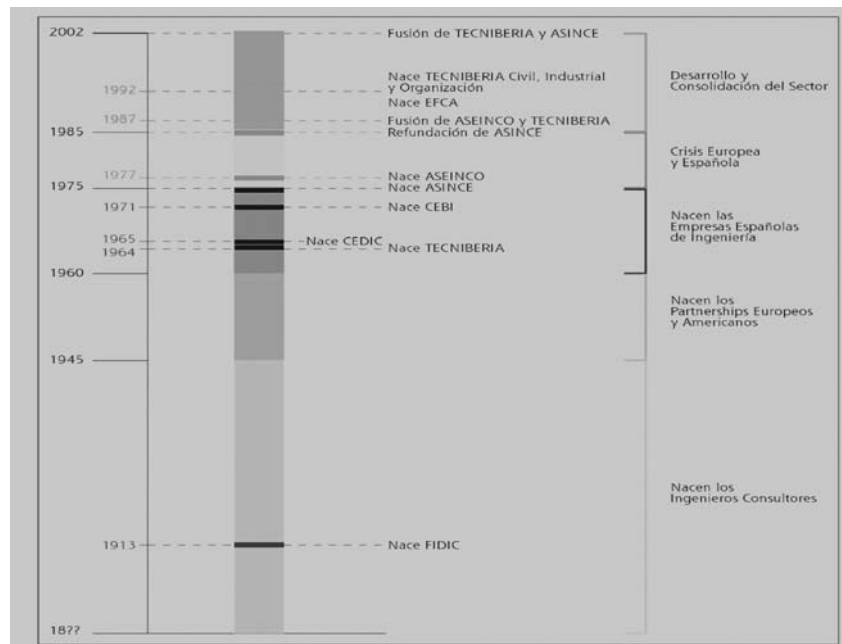 2002
Fusión de TECNIBERIA y ASINCE
Desarrollo y
Consolidación del Sector
1992
Nace TECNIBERIA Civil, Industrial
y Organización
Nace EFCA
1987
Fusión de ASEINCO y TECNIBERIA
1985
Refundación de ASINCE
Crisis Europea
y Española
1977
Nace ASEINCO
1975
Nace ASINCE
1971
Nace CEBI
Nacen las
Empresas Españolas
de Ingeniería
1965
Nace CEDIC
1964
Nace TECNIBERIA
1960
Nacen los
Partnerships Europeos
y Americanos
1945
Nacen los
Ingenieros Consultores
1913
Nace FIDIC
18??